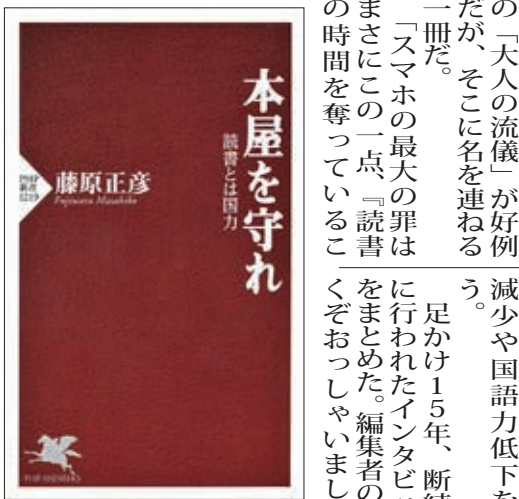 本屋を守れ
読書とは国力
藤原正彦
Fujiwara Masahiko
PHP
新書
の「大人の流儀」が好例
だが、そこに名を連ねる
一冊だ。
「スマホの最大の罪は
まさにこの一点、『読書
の時間を奪っているこ
減少や国語力低下を
う。
足かけ15年、断続
に行われたインタビ
をまとめた。編集者の
くぞおっしゃいまし